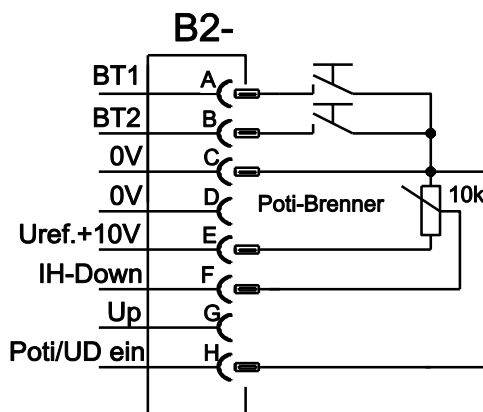 B2-
BT1 A
BT2 B
0V C
0V D
Poti-Brenner 10k
Uref.+10V E
IH-Down F
Up G
Poti/UD ein H